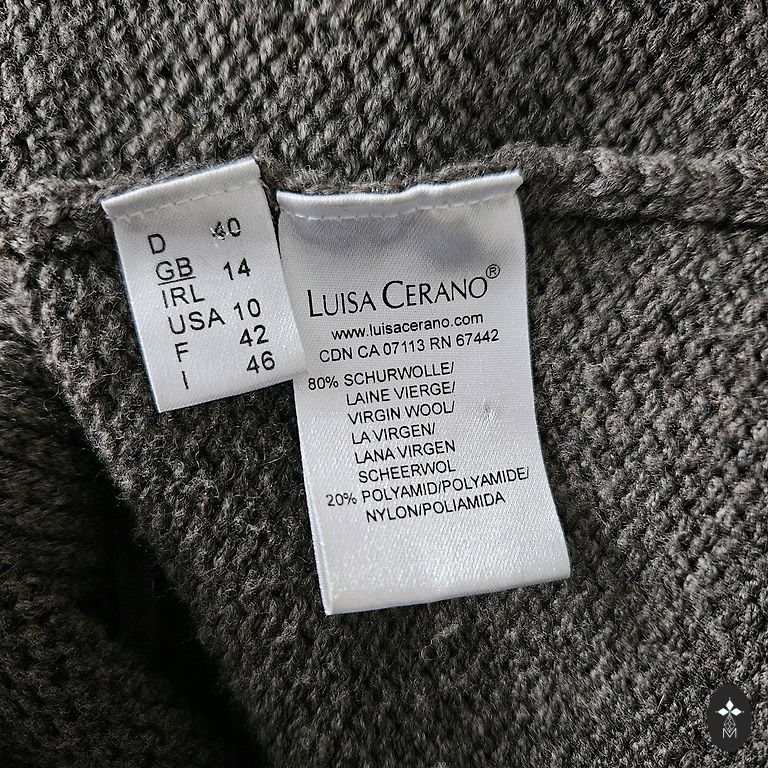 D 40
GB 14
IRL
USA 10
F 42
I 46
LUISA CERANO®
www.luisacerano.com
CDN CA 07113 RN 67442
80% SCHURWOLLE/
LAINE VIERGE/
VIRGIN WOOL/
LA VIRGEN/
LANA VIRGEN
SCHEERWOL
20% POLYAMID/POLYAMIDE/
NYLON/POLIAMIDA
M